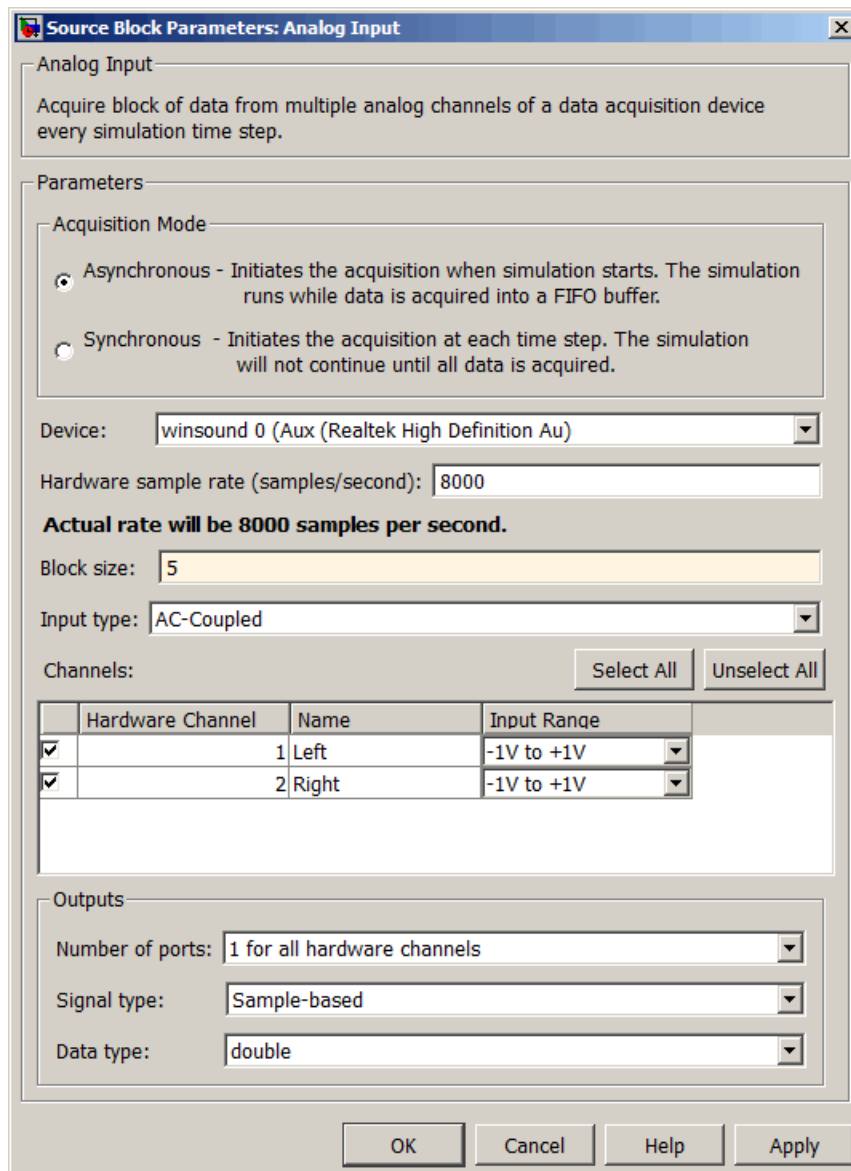 Source Block Parameters: Analog Input
Analog Input
Acquire block of data from multiple analog channels of a data acquisition device
every simulation time step.
Parameters
Acquisition Mode
Asynchronous - Initiates the acquisition when simulation starts. The simulation
runs while data is acquired into a FIFO buffer.
Synchronous - Initiates the acquisition at each time step. The simulation
will not continue until all data is acquired.
Device: winsound 0 (Aux (Realtek High Definition Au)
Hardware sample rate (samples/second): 8000
Actual rate will be 8000 samples per second.
Block size: 5
Input type: AC-Coupled
Channels: Select All Unselect All
Hardware Channel Name Input Range
1 Left -1V to +1V
2 Right -1V to +1V
Outputs
Number of ports: 1 for all hardware channels
Signal type: Sample-based
Data type: double
OK Cancel Help Apply